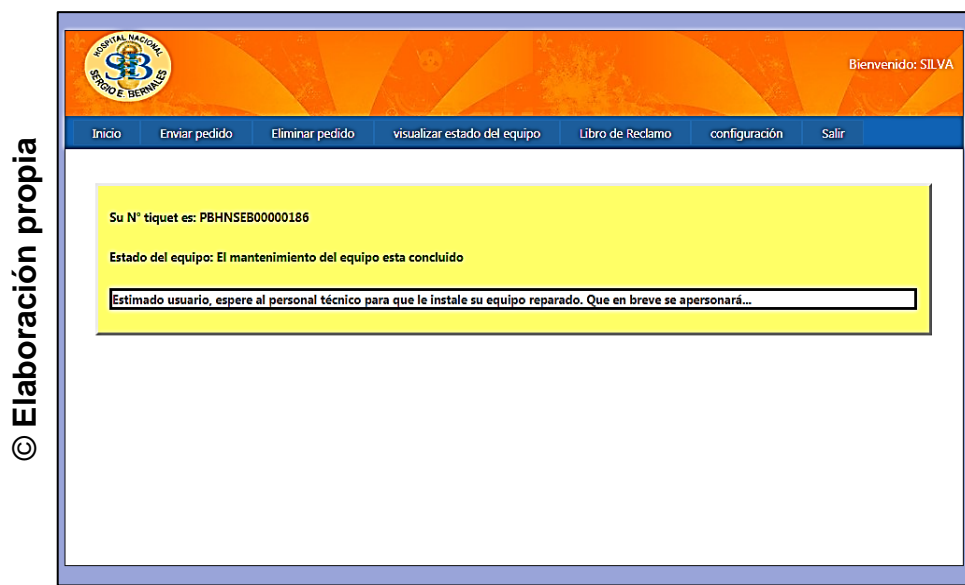 © Elaboración propia
HOSPITAL NACIONAL
SERGIO E. BERNALES
SB
Bienvenido: SILVA
Inicio Enviar pedido Eliminar pedido visualizar estado del equipo Libro de Reclamo configuración Salir
Su N° tiquet es: PBHNSEB00000186
Estado del equipo: El mantenimiento del equipo esta concluido
Estimado usuario, espere al personal técnico para que le instale su equipo reparado. Que en breve se apersonará...